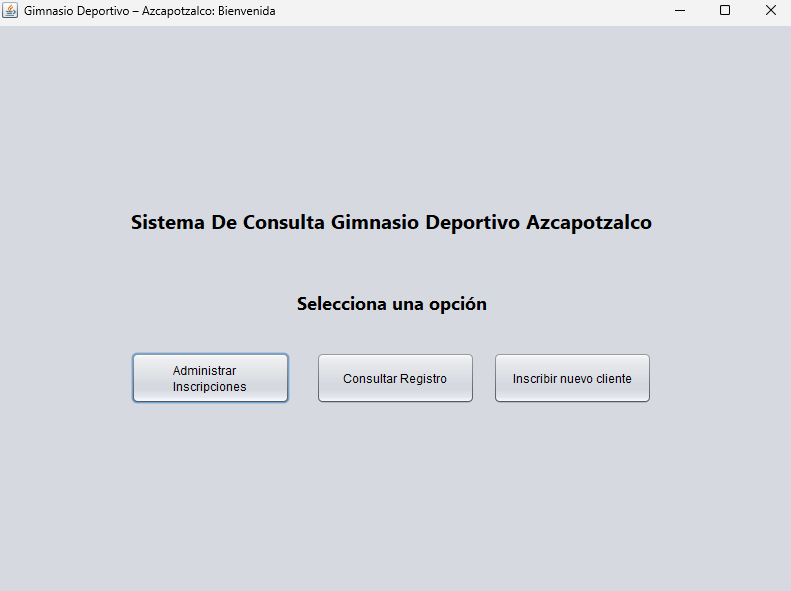 Gimnasio Deportivo – Azcapotzalco: Bienvenida
Sistema De Consulta Gimnasio Deportivo Azcapotzalco
Selecciona una opción
Administrar
Inscripciones
Consultar Registro
Inscribir nuevo cliente